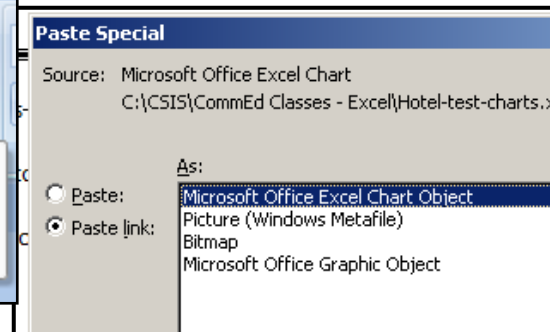 Paste Special
Source: Microsoft Office Excel Chart
C:\CSIS\CommEd Classes - Excel\Hotel-test-charts.x
As:
Paste:
Paste link:
Microsoft Office Excel Chart Object
Picture (Windows Metafile)
Bitmap
Microsoft Office Graphic Object